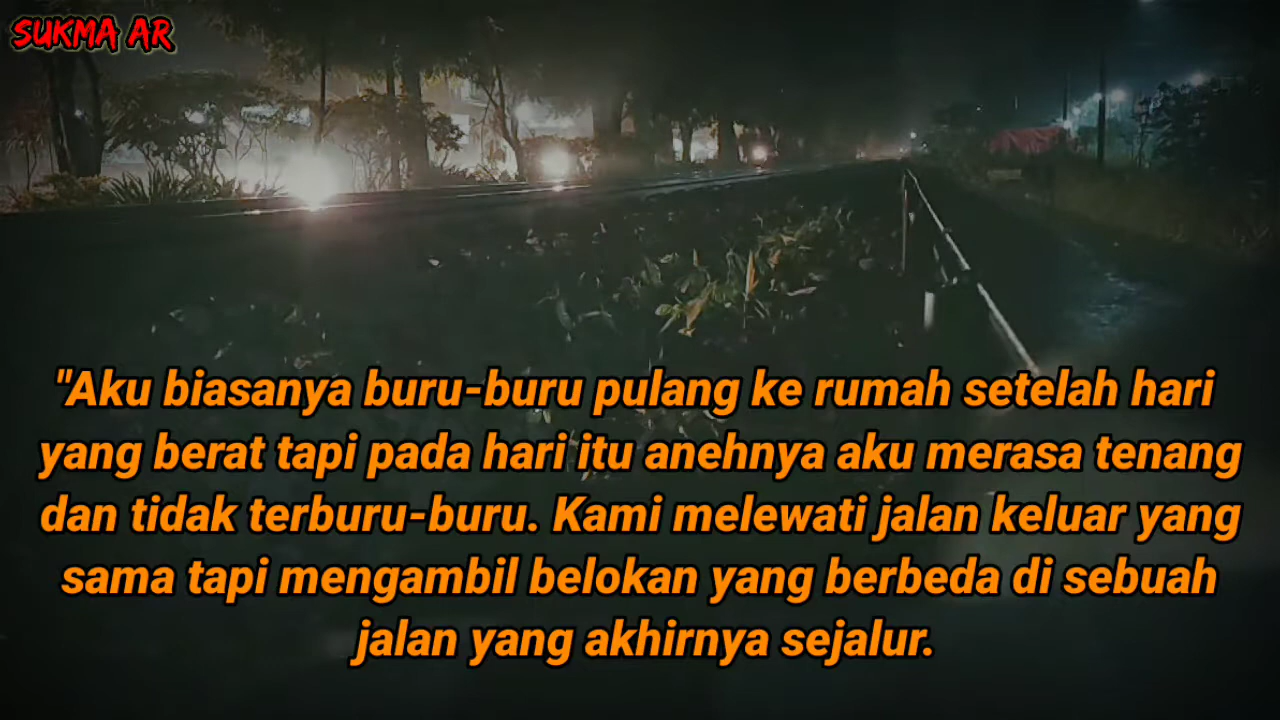 SUKMA AR
"Aku biasanya buru-buru pulang ke rumah setelah hari
yang berat tapi pada hari itu anehnya aku merasa tenang
dan tidak terburu-buru. Kami melewati jalan keluar yang
sama tapi mengambil belokan yang berbeda di sebuah
jalan yang akhirnya sejalur.